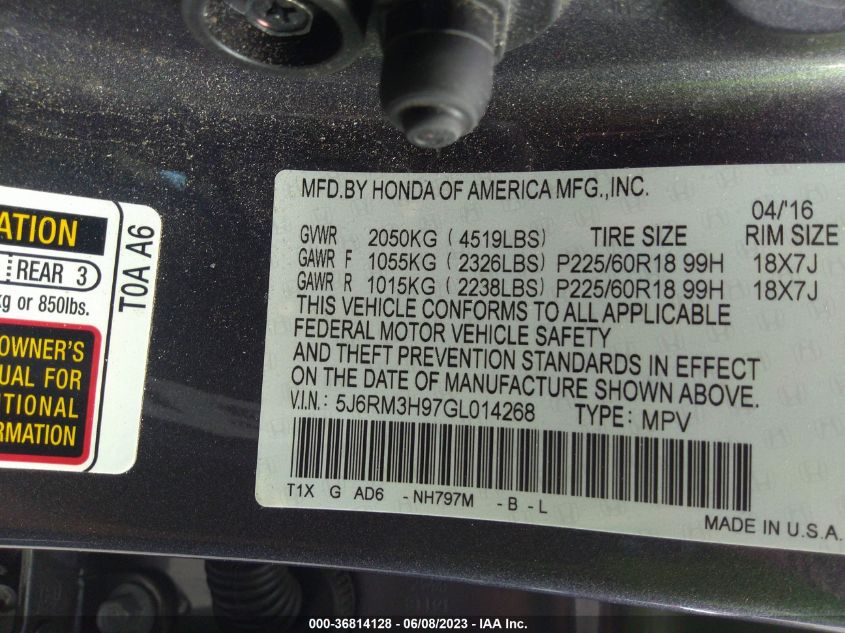 ATION
REAR 3
kg or 850lbs.
OWNER'S
UAL FOR
ITIONAL
RMATION
T0A A6
MFD.BY HONDA OF AMERICA MFG.,INC.
04/'16
GVWR 2050KG ( 4519LBS) TIRE SIZE RIM SIZE
GAWR F 1055KG ( 2326LBS) P225/60R18 99H 18X7J
GAWR R 1015KG ( 2238LBS) P225/60R18 99H 18X7J
THIS VEHICLE CONFORMS TO ALL APPLICABLE
FEDERAL MOTOR VEHICLE SAFETY
AND THEFT PREVENTION STANDARDS IN EFFECT
ON THE DATE OF MANUFACTURE SHOWN ABOVE.
V.I.N.: 5J6RM3H97GL014268 TYPE: MPV
T1X G AD6 -NH797M -B -L
MADE IN U.S.A.
000-36814128 - 06/08/2023 - IAA Inc.